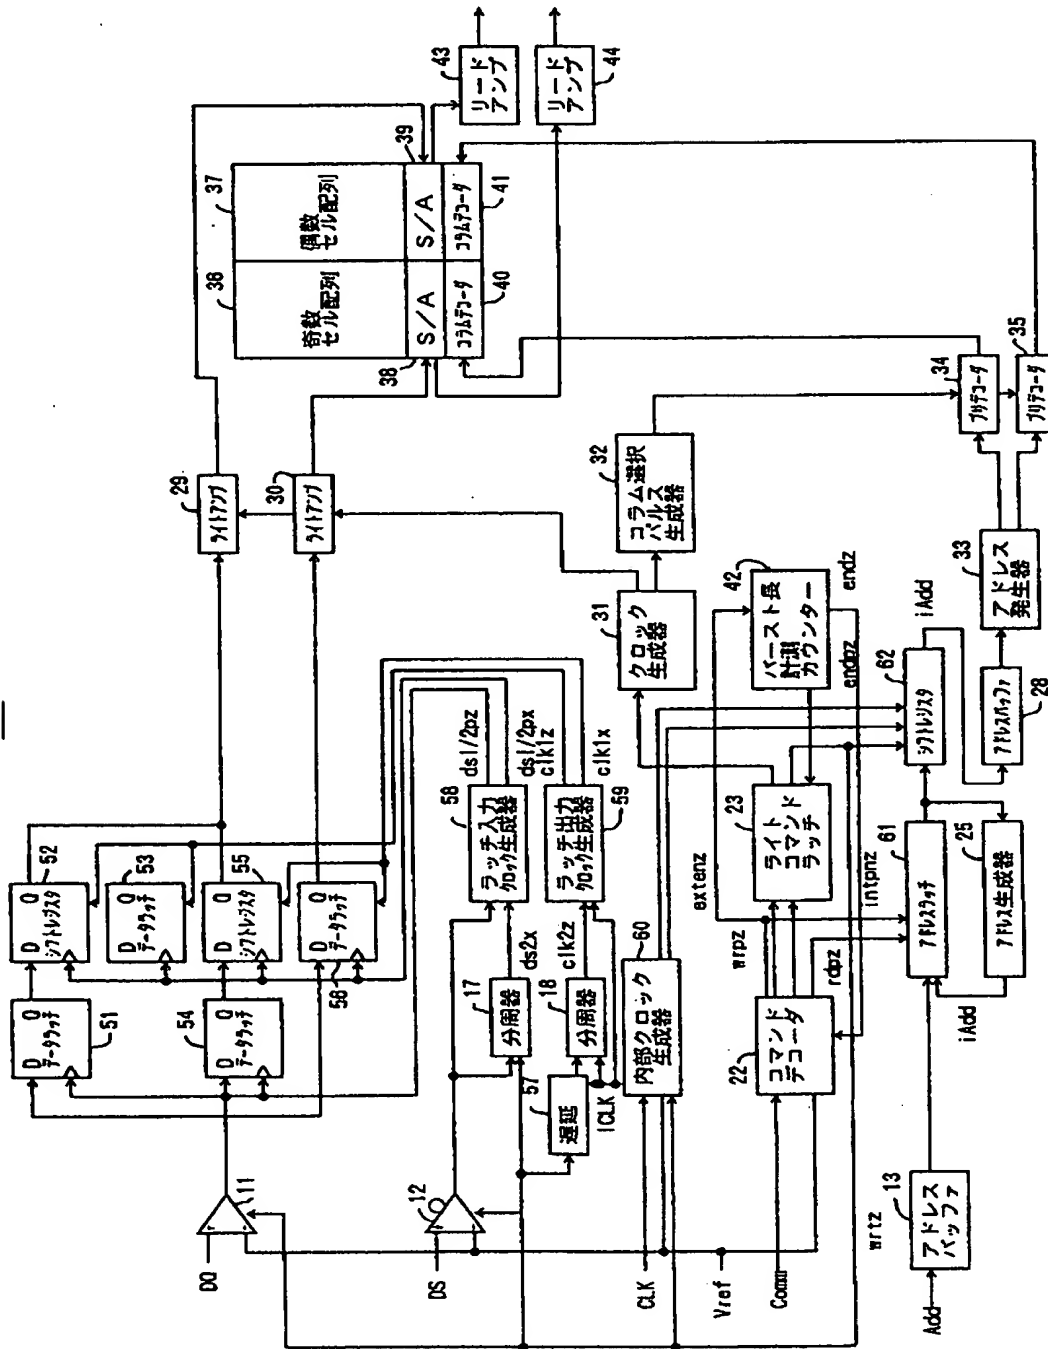 DQ
11
DS
12
CLK
Vref
Comm
Add
wrtz
13
アドレス
バッファ
D Q
データラッチ
51
D Q
データラッチ
54
17
分周器
18
分周器
57
遅延
iCLK
60
内部クロック
生成器
22
コマンド
デコーダ
ds2x
clk2z
D Q
シフトレジスタ
52
D Q
データラッチ
53
D Q
シフトレジスタ
55
D Q
データラッチ
56
58
ラッチ入力
クロック生成器
ラッチ出力
クロック生成器
59
ds1/2pz
ds1/2px
clk1z
clk1x
extenz
wrpz
rdpz
23
ライト
コマンド
ラッチ
intpnz
61
アドレスラッチ
25
アドレス生成器
iAdd
31
クロック
生成器
42
バースト長
計測
カウンター
endz
endpz
62
シフトレジスタ
iAdd
28
アドレスバッファ
29
ライトアンプ
30
ライトアンプ
32
コラム選択
パルス
生成器
33
アドレス
発生器
34
プリデコーダ
35
プリデコーダ
36
奇数
セル配列
37
偶数
セル配列
38
S/A
39
S/A
40
コラムデコーダ
41
コラムデコーダ
43
リード
アンプ
44
リード
アンプ